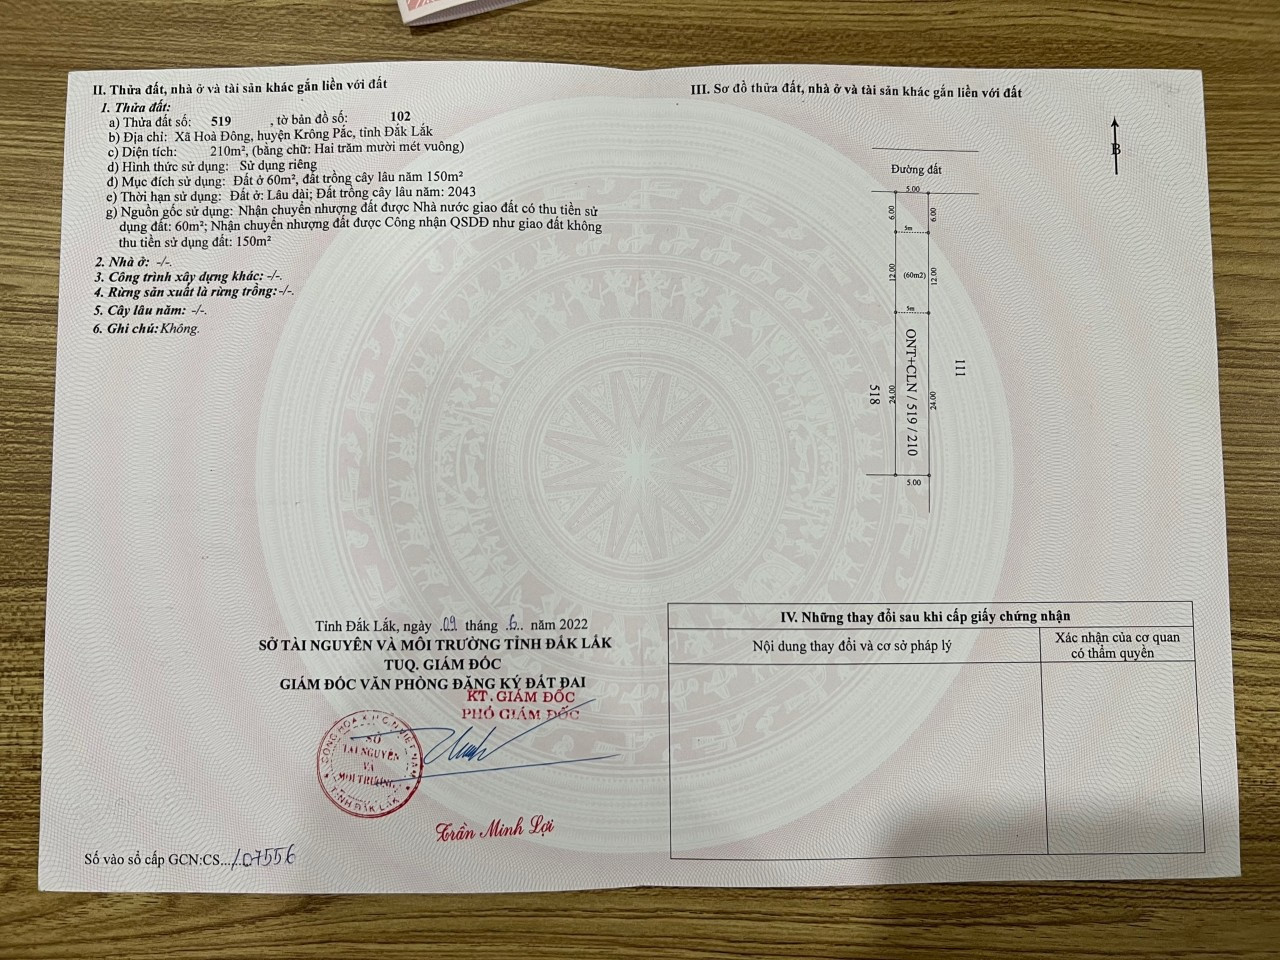 II. Thửa đất, nhà ở và tài sản khác gắn liền với đất
1. Thửa đất:
a) Thửa đất số: 519 , tờ bản đồ số: 102
b) Địa chỉ: Xã Hoà Đông, huyện Krông Pắc, tỉnh Đắk Lắk
c) Diện tích: 210m², (bằng chữ: Hai trăm mười mét vuông)
d) Hình thức sử dụng: Sử dụng riêng
đ) Mục đích sử dụng: Đất ở 60m², đất trồng cây lâu năm 150m²
e) Thời hạn sử dụng: Đất ở: Lâu dài; Đất trồng cây lâu năm: 2043
g) Nguồn gốc sử dụng: Nhận chuyển nhượng đất được Nhà nước giao đất có thu tiền sử
dụng đất: 60m²; Nhận chuyển nhượng đất được Công nhận QSDĐ như giao đất không
thu tiền sử dụng đất: 150m²
2. Nhà ở: -/-.
3. Công trình xây dựng khác: -/-.
4. Rừng sản xuất là rừng trồng: -/-.
5. Cây lâu năm: -/-.
6. Ghi chú: Không.
Tỉnh Đắk Lắk, ngày .09 tháng .6.. năm 2022
SỞ TÀI NGUYÊN VÀ MÔI TRƯỜNG TỈNH ĐẮK LẮK
TUQ. GIÁM ĐỐC
GIÁM ĐỐC VĂN PHÒNG ĐĂNG KÝ ĐẤT ĐAI
KT. GIÁM ĐỐC
PHÓ GIÁM ĐỐC
SỞ
TÀI NGUYÊN
VÀ
MÔI TRƯỜNG
TỈNH ĐẮK LẮK
Trần Minh Lợi
Số vào sổ cấp GCN:CS.../07556
III. Sơ đồ thửa đất, nhà ở và tài sản khác gắn liền với đất
B
Đường đất
5.00
6.00
6.00
5m
12.00
(60m2)
12.00
5m
ONT+CLN / 519 / 210
111
518
24.00
24.00
5.00
IV. Những thay đổi sau khi cấp giấy chứng nhận
Nội dung thay đổi và cơ sở pháp lý
Xác nhận của cơ quan
có thẩm quyền